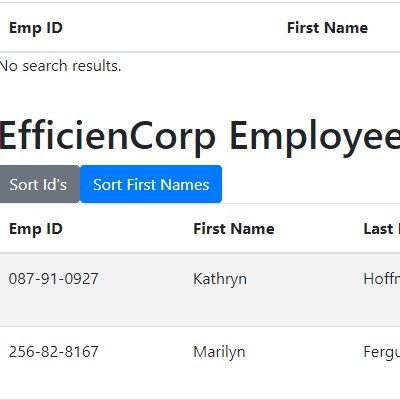 Emp ID First Name
No search results.
EfficienCorp Employee
Sort Id's Sort First Names
Emp ID First Name Last
087-91-0927 Kathryn Hoff
256-82-8167 Marilyn Fergu